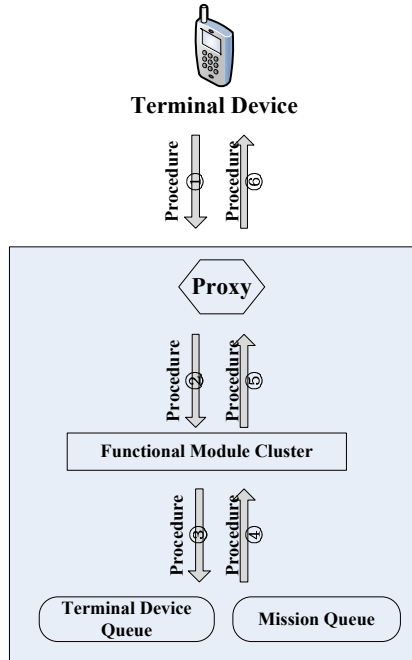 Terminal Device
Procedure ①
Procedure ⑥
Proxy
Procedure ②
Procedure ⑤
Functional Module Cluster
Procedure ③
Procedure ④
Terminal Device
Queue
Mission Queue